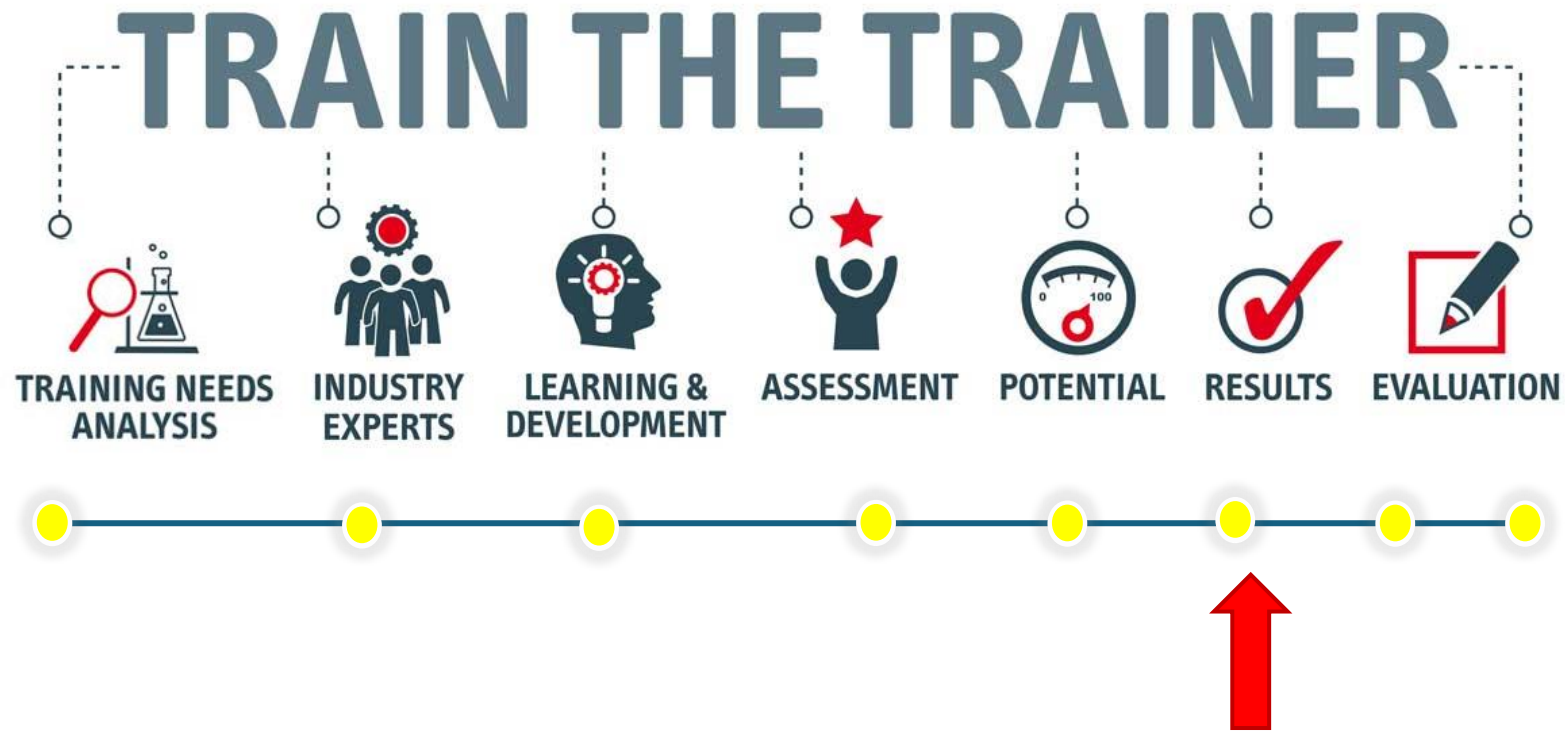 TRAIN THE TRAINER
TRAINING NEEDS
ANALYSIS
INDUSTRY
EXPERTS
LEARNING &
DEVELOPMENT
ASSESSMENT
0
100
POTENTIAL
RESULTS
EVALUATION